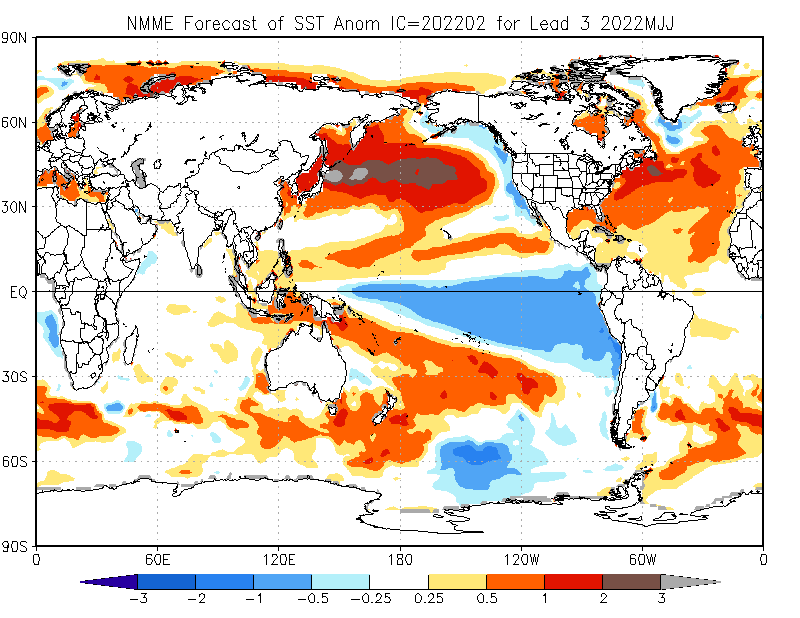 NMME Forecast of SST Anom IC=202202 for Lead 3 2022MJJ
90N
60N
30N
EQ
30S
60S
90S
0 60E 120E 180 120W 60W 0
-3 -2 -1 -0.5 -0.25 0.25 0.5 1 2 3